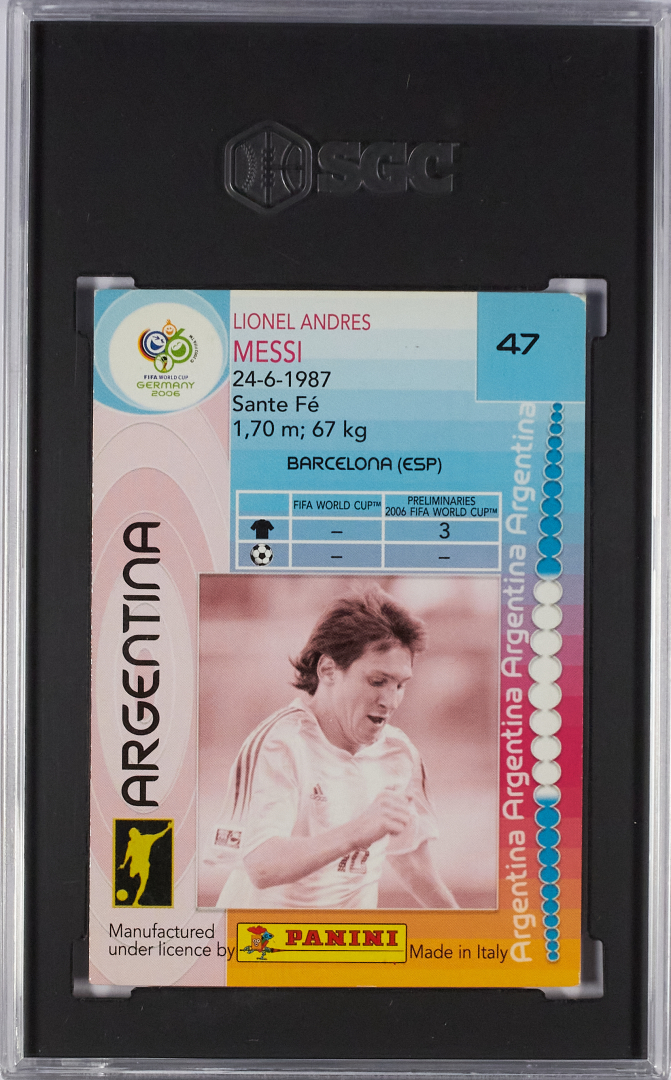 SGC
LIONEL ANDRES
MESSI
47
24-6-1987
Sante Fé
1,70 m; 67 kg
BARCELONA (ESP)
FIFA WORLD CUP
GERMANY
2006
FIFA WORLD CUP™
PRELIMINARIES
2006 FIFA WORLD CUP™
– 3
– –
ARGENTINA
Argentina Argentina Argentina Argentina
adidas
10
Manufactured
under licence by
PANINI
Made in Italy